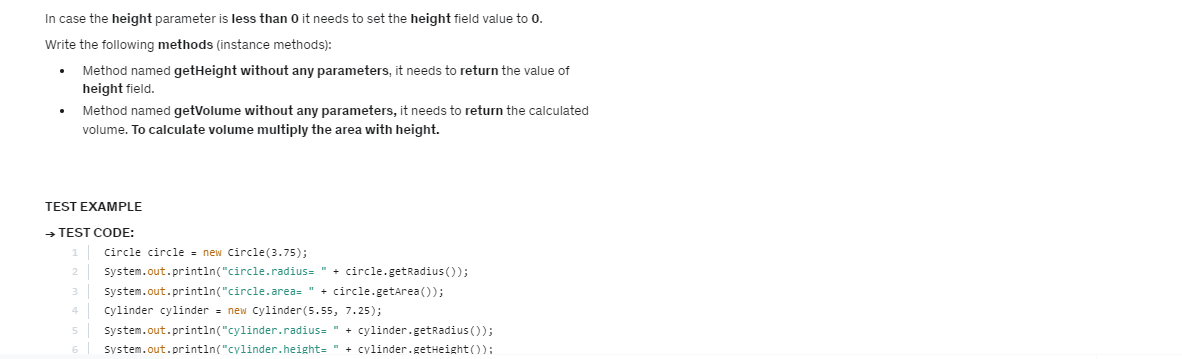 In case the height parameter is less than 0 it needs to set the height field value to 0.
Write the following methods (instance methods):
• Method named getHeight without any parameters, it needs to return the value of
height field.
• Method named getVolume without any parameters, it needs to return the calculated
volume. To calculate volume multiply the area with height.
TEST EXAMPLE
→ TEST CODE:
1 Circle circle = new Circle(3.75);
2 System.out.println("circle.radius= " + circle.getRadius());
3 System.out.println("circle.area= " + circle.getArea());
4 Cylinder cylinder = new Cylinder(5.55, 7.25);
5 System.out.println("cylinder.radius= " + cylinder.getRadius());
6 System.out.println("cylinder.height= " + cylinder.getHeight());